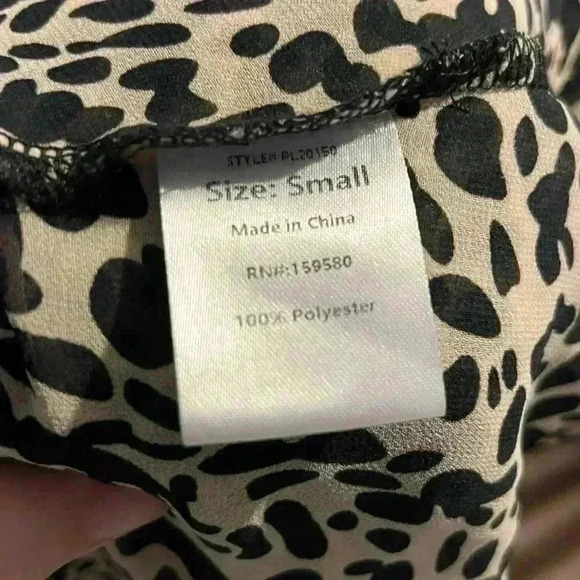 STYLE# PL20150
Size: Small
Made in China
RN#:159580
100% Polyester